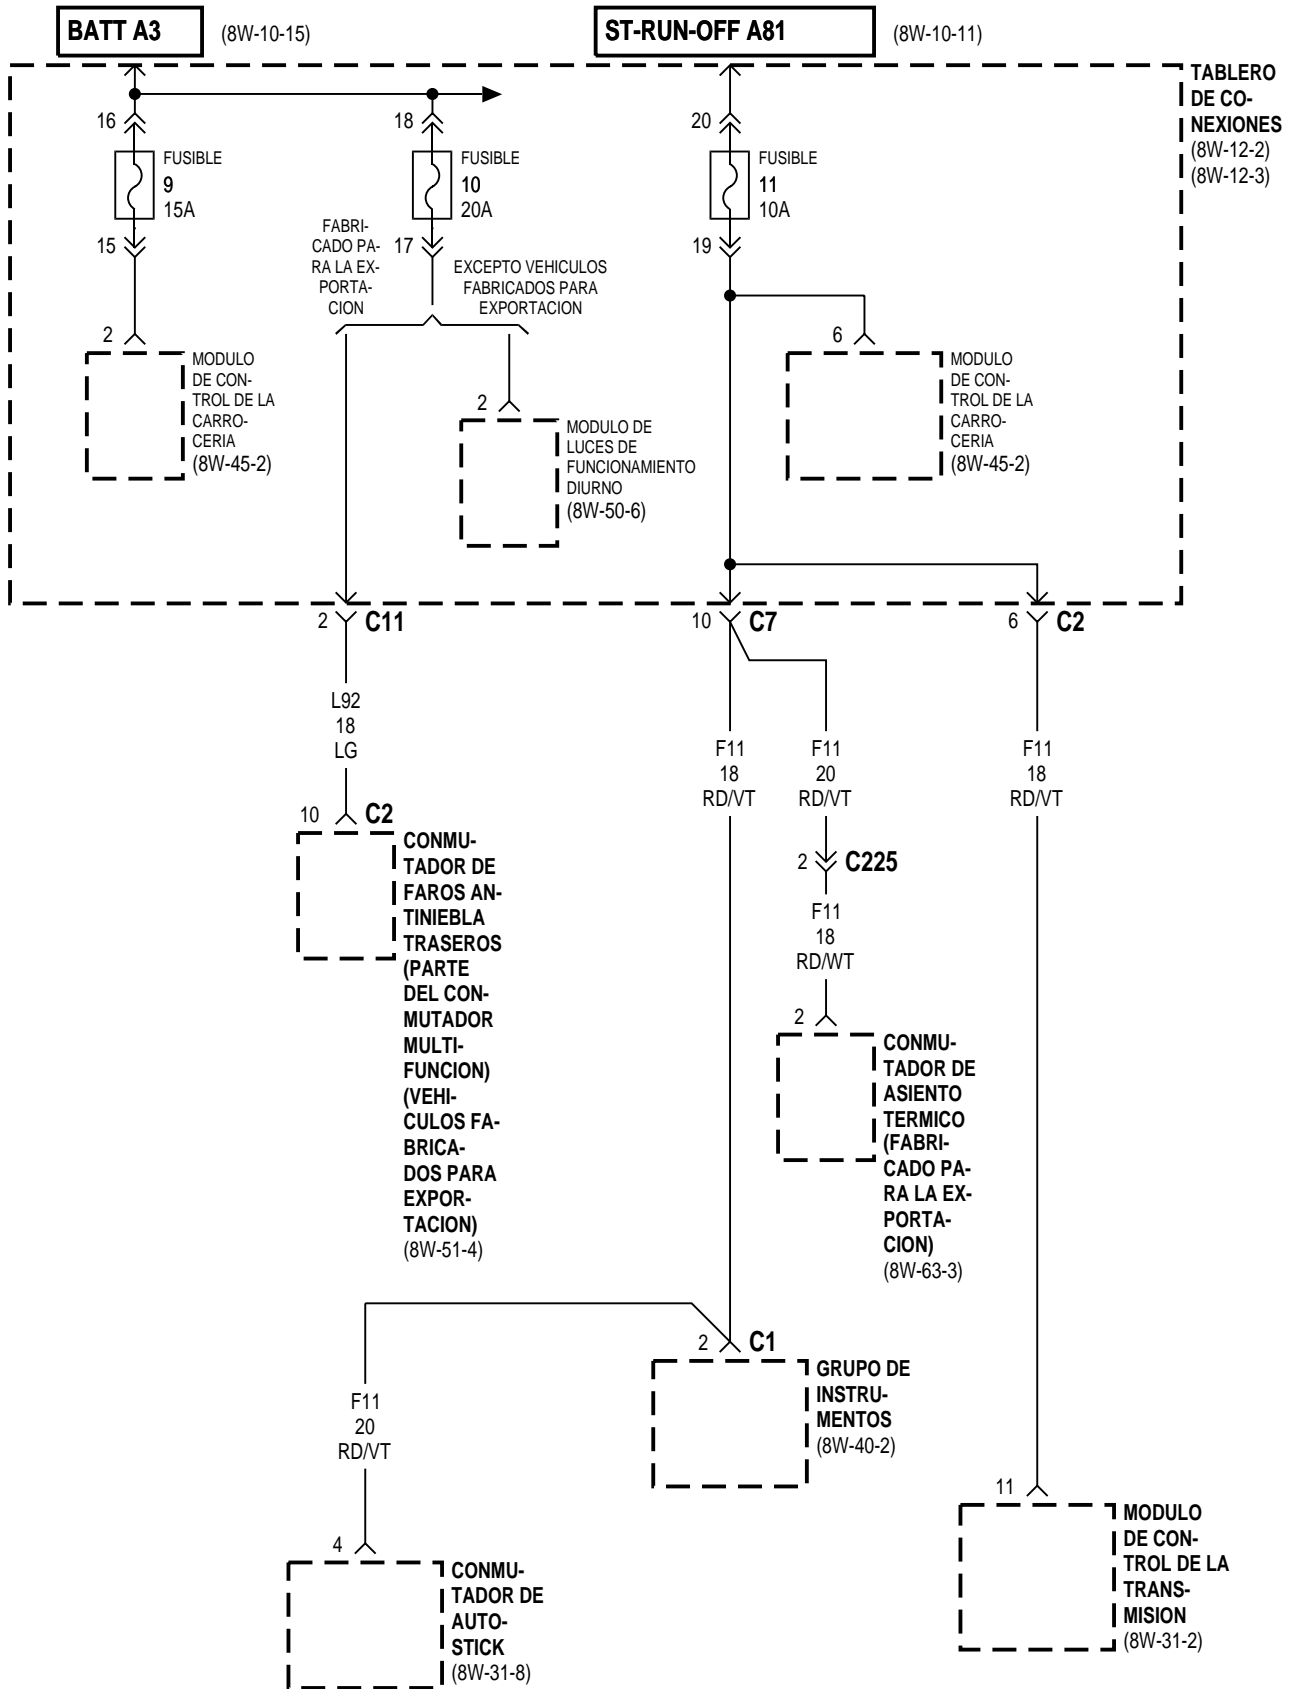 BATT A3
(8W-10-15)
ST-RUN-OFF A81
(8W-10-11)
TABLERO
DE CO-
NEXIONES
(8W-12-2)
(8W-12-3)
16
FUSIBLE
9
15A
15
18
FUSIBLE
10
20A
17
20
FUSIBLE
11
10A
19
FABRI-
CADO PA-
RA LA EX-
PORTA-
CION
EXCEPTO VEHICULOS
FABRICADOS PARA
EXPORTACION
2
MODULO
DE CON-
TROL DE LA
CARRO-
CERIA
(8W-45-2)
2
MODULO DE
LUCES DE
FUNCIONAMIENTO
DIURNO
(8W-50-6)
6
MODULO
DE CON-
TROL DE LA
CARRO-
CERIA
(8W-45-2)
2 C11
10 C7
6 C2
L92
18
LG
F11
18
RD/VT
F11
20
RD/VT
F11
18
RD/VT
10 C2
CONMU-
TADOR DE
FAROS AN-
TINIEBLA
TRASEROS
(PARTE
DEL CON-
MUTADOR
MULTI-
FUNCION)
(VEHI-
CULOS FA-
BRICA-
DOS PARA
EXPOR-
TACION)
(8W-51-4)
2 C225
F11
18
RD/WT
2
CONMU-
TADOR DE
ASIENTO
TERMICO
(FABRI-
CADO PA-
RA LA EX-
PORTA-
CION)
(8W-63-3)
2 C1
GRUPO DE
INSTRU-
MENTOS
(8W-40-2)
F11
20
RD/VT
4
CONMU-
TADOR DE
AUTO-
STICK
(8W-31-8)
11
MODULO
DE CON-
TROL DE LA
TRANS-
MISION
(8W-31-2)